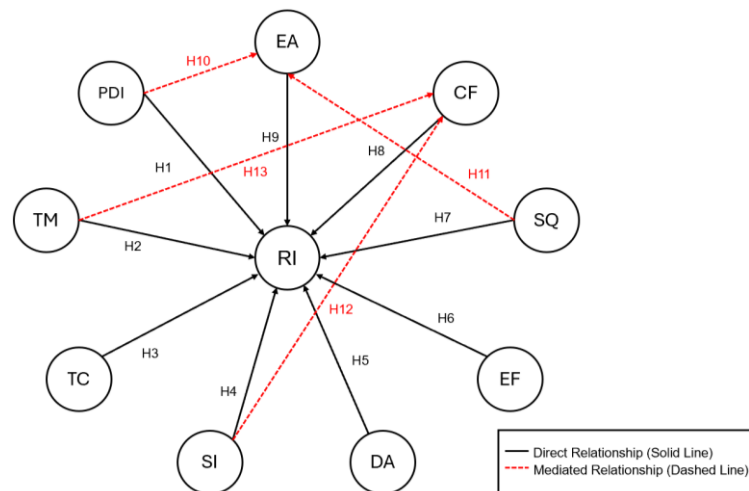 EA
H10
PDI
CF
H9
H8
H1
H13
H11
TM
H7
SQ
H2
RI
H12
H6
H3
H5
TC
EF
H4
SI
DA
Direct Relationship (Solid Line)
Mediated Relationship (Dashed Line)